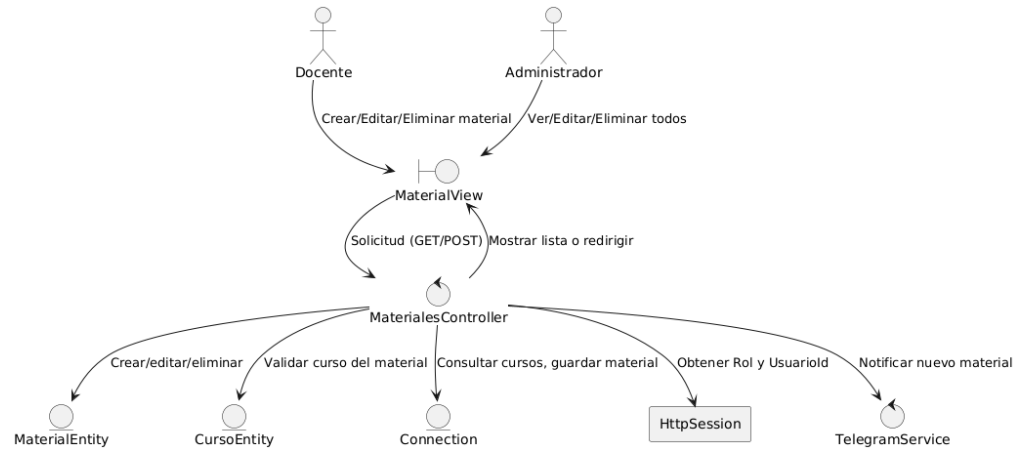 Docente
Administrador
Crear/Editar/Eliminar material
Ver/Editar/Eliminar todos
MaterialView
Solicitud (GET/POST)
Mostrar lista o redirigir
MaterialesController
Crear/editar/eliminar
Validar curso del material
Consultar cursos, guardar material
Obtener Rol y UsuarioId
Notificar nuevo material
MaterialEntity
CursoEntity
Connection
HttpSession
TelegramService